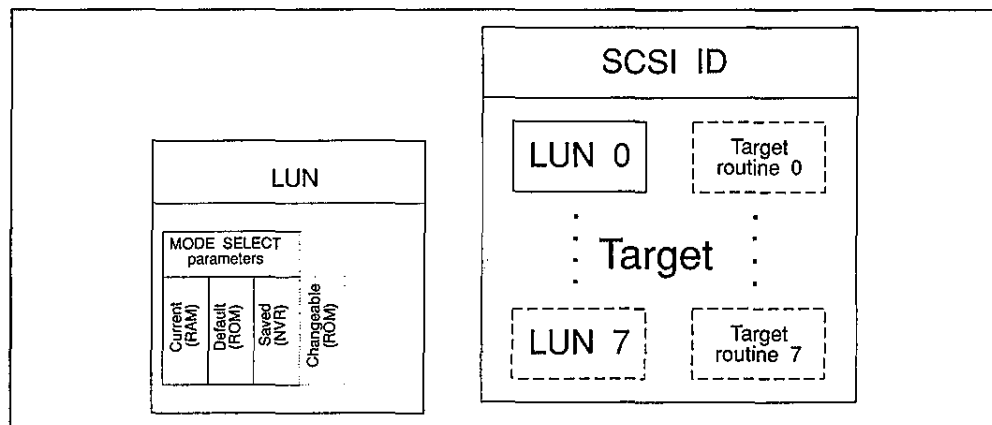 LUN
MODE SELECT
parameters
Current
(RAM)
Default
(ROM)
Saved
(NVR)
Changeable
(ROM)
SCSI ID
LUN 0
Target
routine 0
Target
LUN 7
Target
routine 7